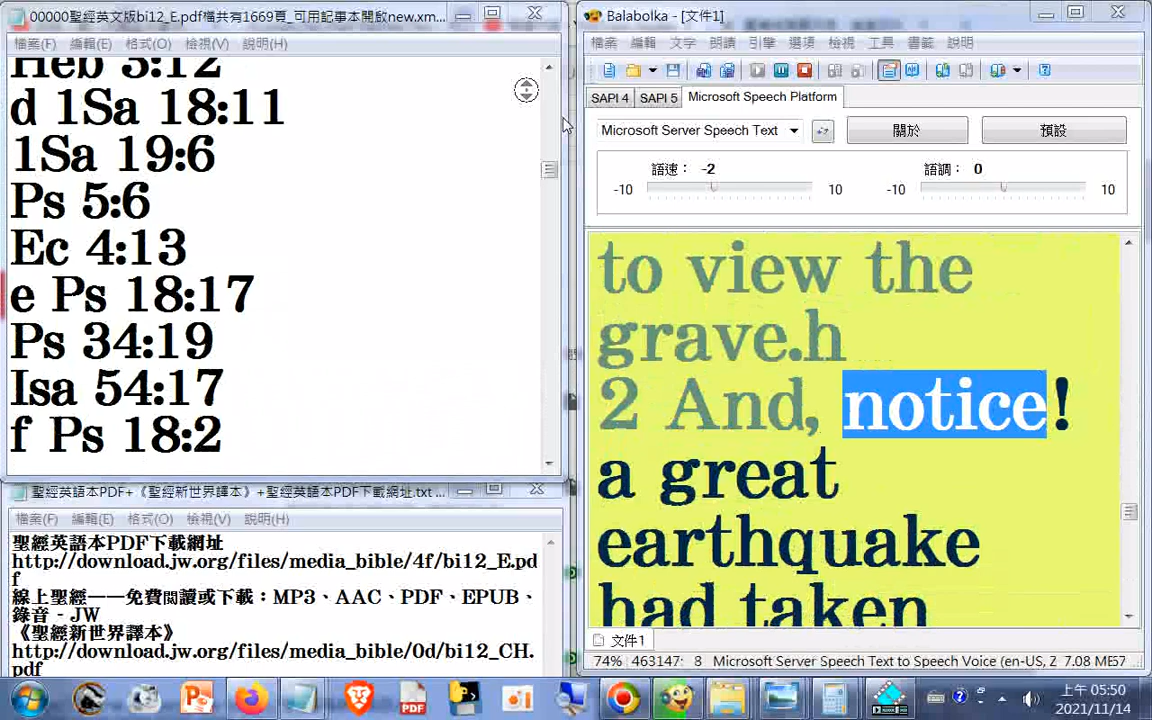 00000聖經英文版bi12_E.pdf檔共有1669頁_可用記事本開啟new.xm...
檔案(F) 編輯(E) 格式(O) 檢視(V) 說明(H)
Heb 3:12
d 1Sa 18:11
1Sa 19:6
Ps 5:6
Ec 4:13
e Ps 18:17
Ps 34:19
Isa 54:17
f Ps 18:2
聖經英語本PDF+《聖經新世界譯本》+聖經英語本PDF下載網址.txt ...
檔案(F) 編輯(E) 格式(O) 檢視(V) 說明(H)
聖經英語本PDF下載網址
http://download.jw.org/files/media_bible/4f/bi12_E.pd
f
線上聖經——免費閱讀或下載：MP3、AAC、PDF、EPUB、
錄音 - JW
《聖經新世界譯本》
http://download.jw.org/files/media_bible/0d/bi12_CH.
pdf
Balabolka - [文件1]
檔案 編輯 文字 朗讀 引擎 選項 檢視 工具 書籤 說明
SAPI 4 SAPI 5 Microsoft Speech Platform
Microsoft Server Speech Text 關於 預設
語速： -2 語調： 0
-10 10 -10 10
to view the
grave.h
2 And, notice!
a great
earthquake
had taken
文件1
74% 463147: 8 Microsoft Server Speech Text to Speech Voice (en-US, Z 7.08 ME57
PDF
上午 05:50
2021/11/14